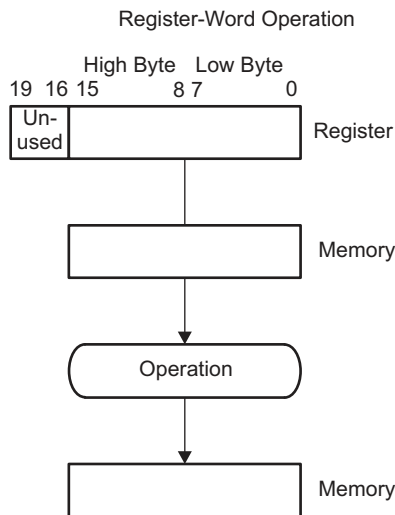 Register-Word Operation
High Byte Low Byte
19 16 15 8 7 0
Un-
used
Register
Memory
Operation
Memory